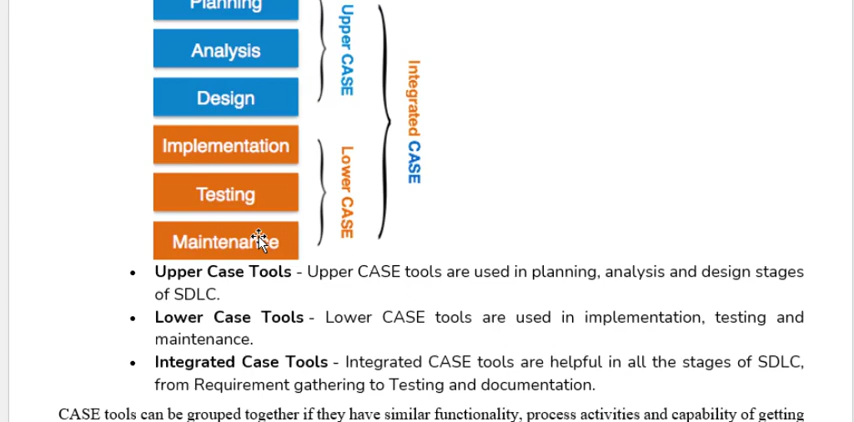 Planning
Analysis
Design
Implementation
Testing
Maintenance
Upper CASE
Lower CASE
Integrated CASE
• Upper Case Tools - Upper CASE tools are used in planning, analysis and design stages
of SDLC.
• Lower Case Tools - Lower CASE tools are used in implementation, testing and
maintenance.
• Integrated Case Tools - Integrated CASE tools are helpful in all the stages of SDLC,
from Requirement gathering to Testing and documentation.
CASE tools can be grouped together if they have similar functionality, process activities and capability of getting